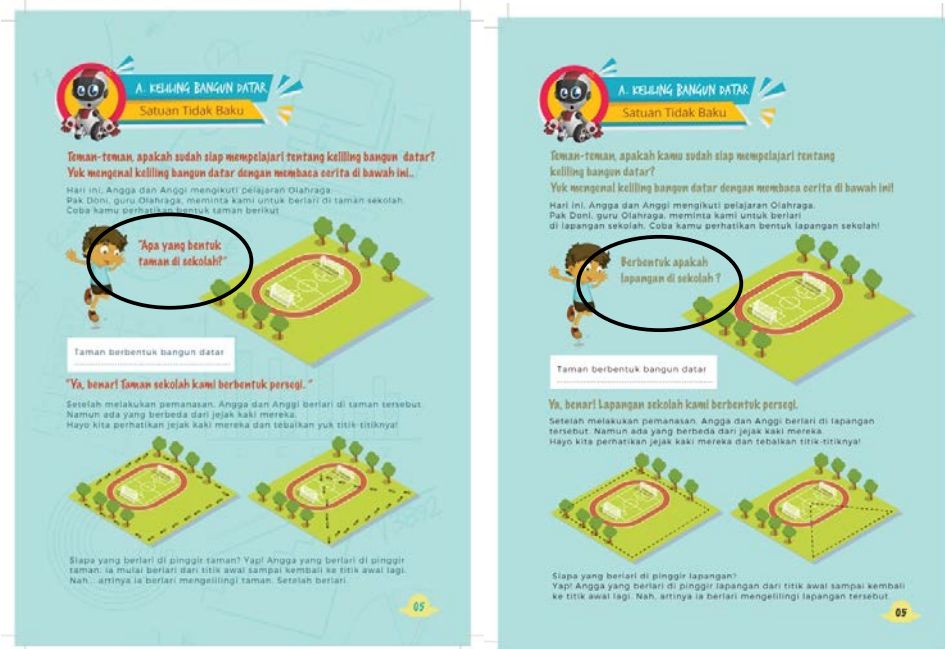 A. KELILING BANGUN DATAR
Satuan Tidak Baku
Teman-teman, apakah sudah siap mempelajari tentang keliling bangun datar?
Yuk mengenal keliling bangun datar dengan membaca cerita di bawah ini..
Hari ini, Angga dan Anggi mengikuti pelajaran Olahraga.
Pak Doni, guru Olahraga, meminta kami untuk berlari di taman sekolah.
Coba kamu perhatikan bentuk taman berikut
"Apa yang bentuk
taman di sekolah?"
Taman berbentuk bangun datar
"Ya, benar! Taman sekolah kami berbentuk persegi. "
Setelah melakukan pemanasan, Angga dan Anggi berlari di taman tersebut.
Namun ada yang berbeda dari jejak kaki mereka.
Hayo kita perhatikan jejak kaki mereka dan tebalkan yuk titik-titiknya!
Siapa yang berlari di pinggir taman? Yap! Angga yang berlari di pinggir
taman. ia mulai berlari dari titik awal sampai kembali ke titik awal lagi.
Nah... artinya ia berlari mengelilingi taman. Setelah berlari.
05
A. KELILING BANGUN DATAR
Satuan Tidak Baku
Teman-teman, apakah kamu sudah siap mempelajari tentang
keliling bangun datar?
Yuk mengenal keliling bangun datar dengan membaca cerita di bawah ini!
Hari ini, Angga dan Anggi mengikuti pelajaran Olahraga.
Pak Doni, guru Olahraga, meminta kami untuk berlari
di lapangan sekolah. Coba kamu perhatikan bentuk lapangan sekolah!
Berbentuk apakah
lapangan di sekolah ?
Taman berbentuk bangun datar
Ya, benar! Lapangan sekolah kami berbentuk persegi.
Setelah melakukan pemanasan, Angga dan Anggi berlari di lapangan
tersebut. Namun ada yang berbeda dari jejak kaki mereka.
Hayo kita perhatikan jejak kaki mereka dan tebalkan titik-titiknya!
Siapa yang berlari di pinggir lapangan?
Yap! Angga yang berlari di pinggir lapangan dari titik awal sampai kembali
ke titik awal lagi. Nah, artinya ia berlari mengelilingi lapangan tersebut.
05